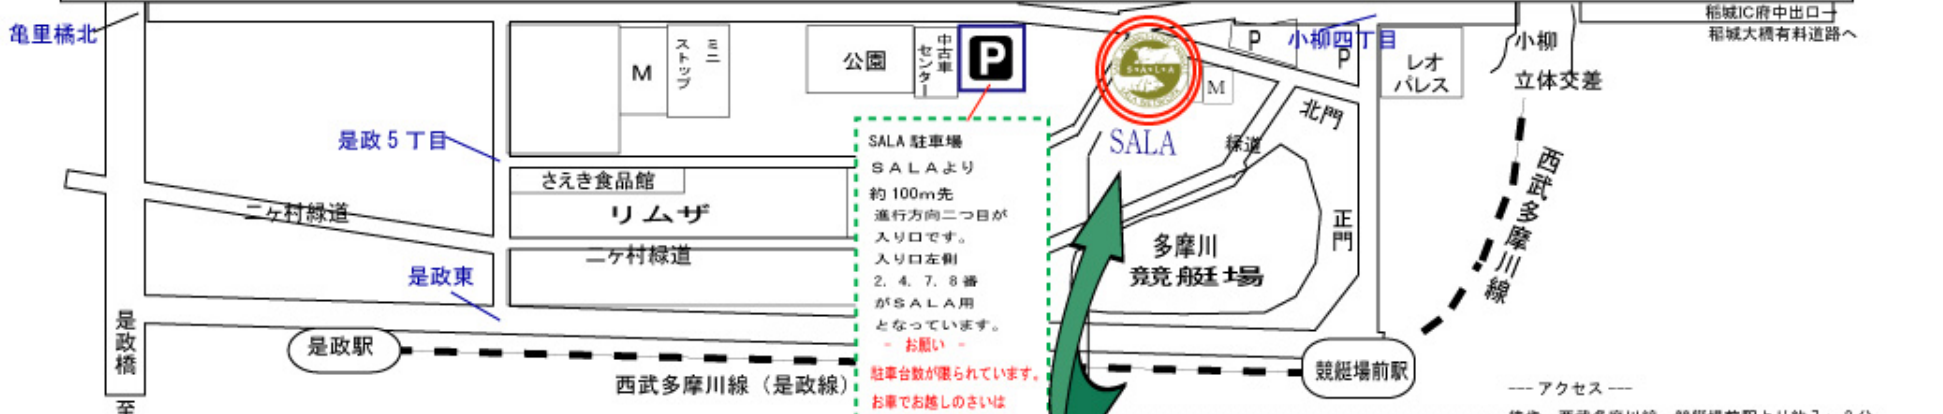 亀里橘北
ミニ
ストップ
M
公園
中古車
センター
P
S・A・L・A
M
SALA
P
小柳四丁目
P
レオ
パレス
稲城IC府中出口
稲城大橋有料道路へ
小柳
立体交差
北門
緑道
正門
西武多摩川線
是政5丁目
さえき食品館
リムザ
二ヶ村緑道
二ヶ村緑道
是政東
是政橋
至
是政駅
西武多摩川線（是政線）
SALA 駐車場
ＳＡＬＡより
約100m先
進行方向二つ目が
入り口です。
入り口左側
2. 4. 7. 8番
がＳＡＬＡ用
となっています。
- お願い -
駐車台数が限られています。
お車でお越しのさいは
多摩川
競艇場
競艇場前駅
--- アクセス ---